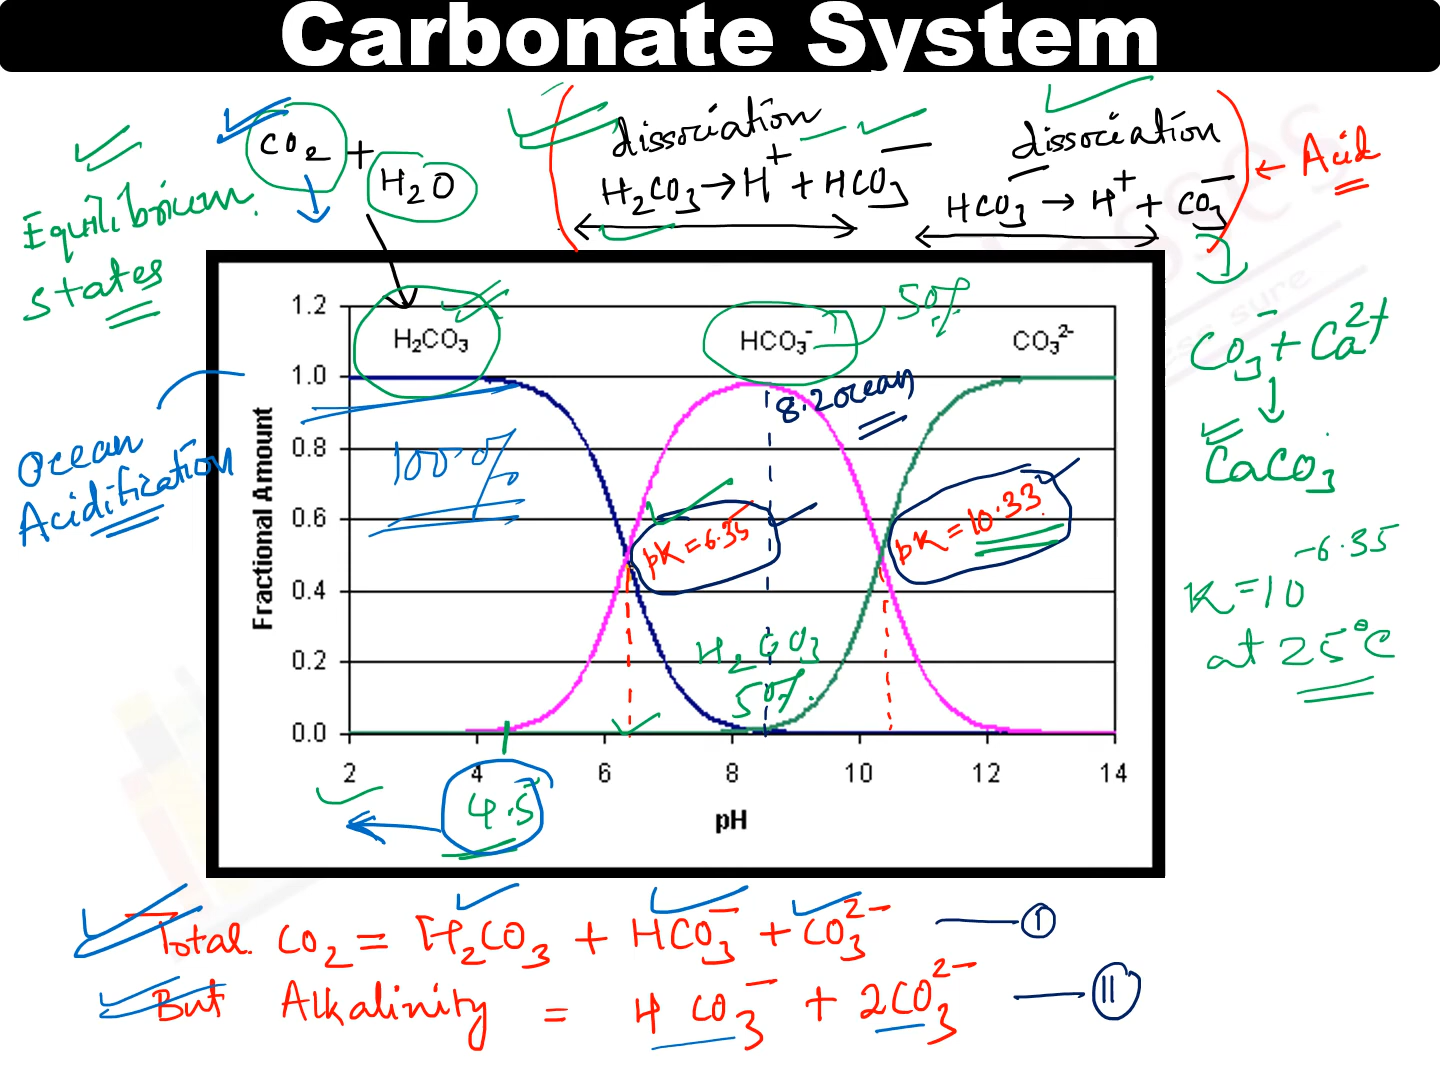 Carbonate System
CO2 + H2O
Equilibrium states
dissociation
H2CO3 → H+ + HCO3-
dissociation
HCO3- → H+ + CO3-
← Acid
CO3- + Ca2+
↓
CaCO3
K=10-6.35
at 25°C
Ocean
Acidification
1.2
1.0
0.8
0.6
0.4
0.2
0.0
Fractional Amount
H2CO3
HCO3-
CO32-
50%
8.2 ocean
100%
pK = 6.35
pK = 10.33
H2CO3
50%
2 4 6 8 10 12 14
4.5
pH
Total CO2 = H2CO3 + HCO3- + CO32- — I
But Alkalinity = HCO3- + 2CO32- — II